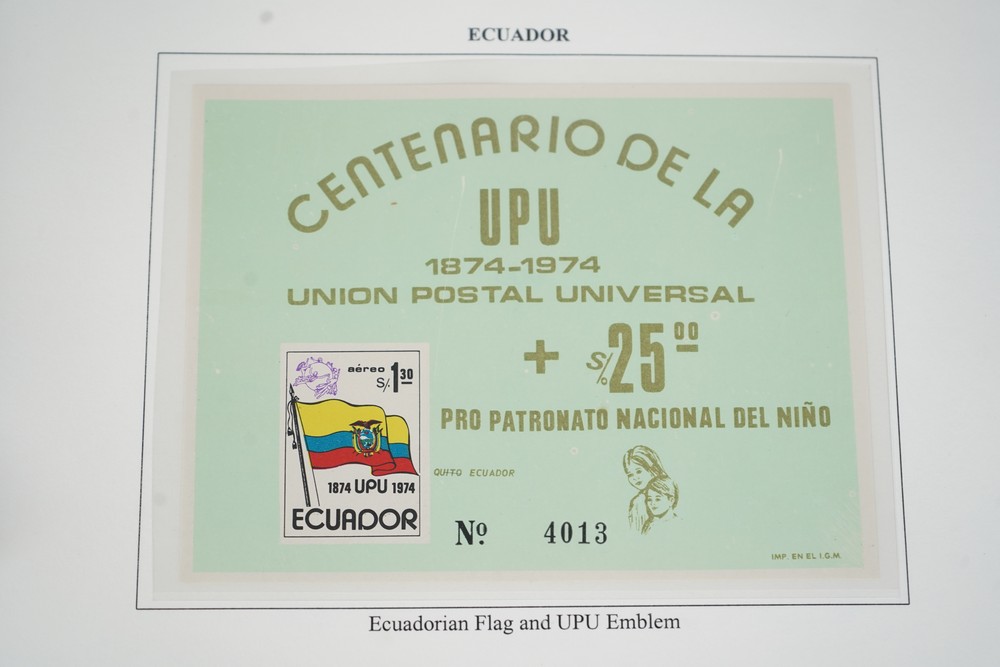 ECUADOR
CENTENARIO DE LA
UPU
1874-1974
UNION POSTAL UNIVERSAL
+ S/. 25 00
PRO PATRONATO NACIONAL DEL NIÑO
aéreo
S/. 1 30
1874 UPU 1974
ECUADOR
QUITO ECUADOR
Nº 4013
IMP. EN EL I.G.M.
Ecuadorian Flag and UPU Emblem